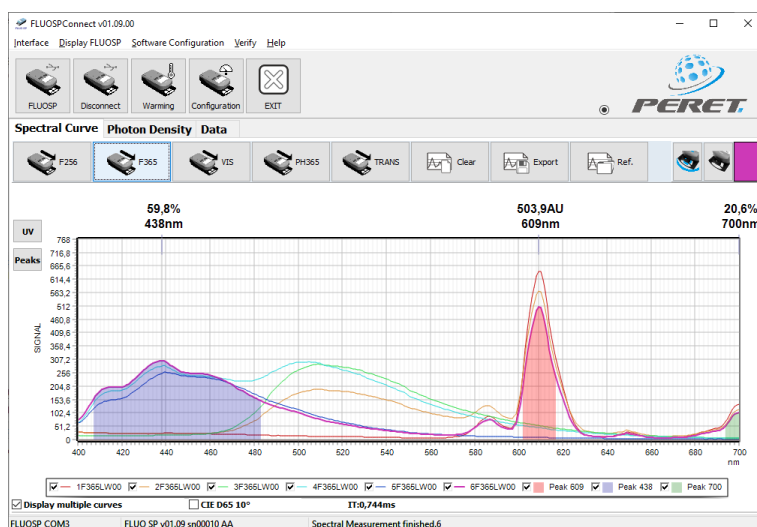 FLUOSPConnect v01.09.00
Interface Display FLUOSP Software Configuration Verify Help
FLUOSP Disconnect Warming Configuration EXIT
PERET.
Spectral Curve Photon Density Data
F256 F365 VIS PH365 TRANS Clear Export Ref.
59,8% 503,9AU 20,6%
438nm 609nm 700nm
UV
Peaks
768
716,8
665,6
614,4
563,2
512
460,8
409,6
358,4
307,2
256
204,8
153,6
102,4
61,2
0
SIGNAL
400 420 440 460 480 500 520 540 560 580 600 620 640 660 680 700
nm
1F365LW00 2F365LW00 3F365LW00 4F365LW00 5F365LW00 6F365LW00 Peak 609 Peak 438 Peak 700
Display multiple curves CIE D65 10° IT:0,744ms
FLUOSP COM3 FLUO SP v01.09 sn00010 AA Spectral Measurement finished.6